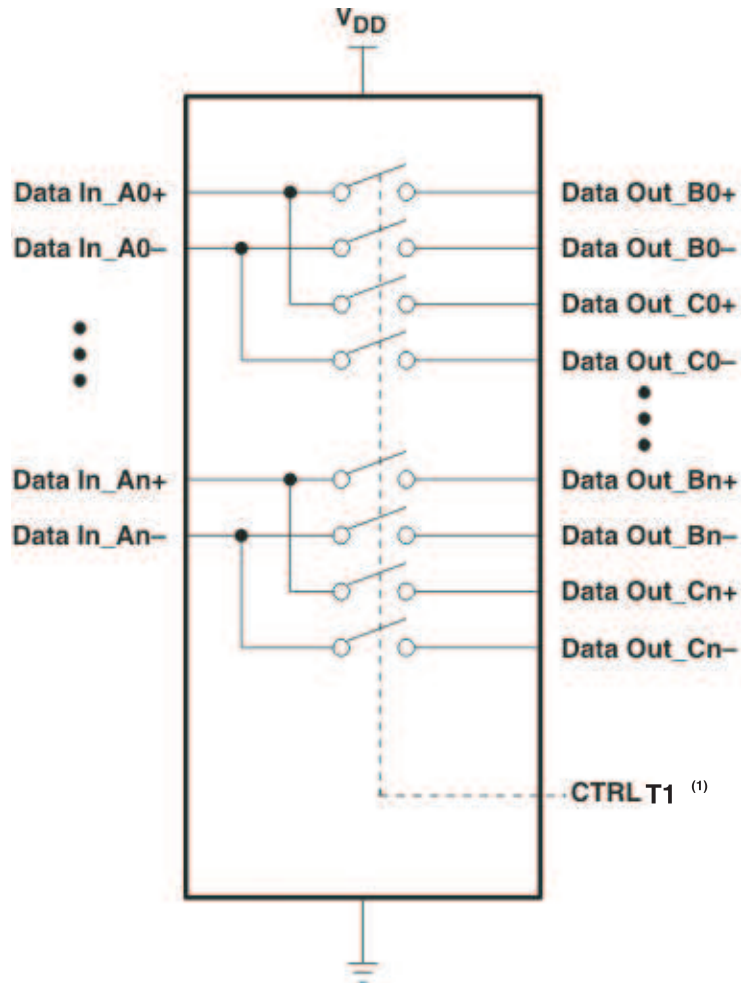 VDD
Data In_A0+
Data Out_B0+
Data In_A0–
Data Out_B0–
Data Out_C0+
Data Out_C0–
Data In_An+
Data Out_Bn+
Data In_An–
Data Out_Bn–
Data Out_Cn+
Data Out_Cn–
CTRL T1 (1)